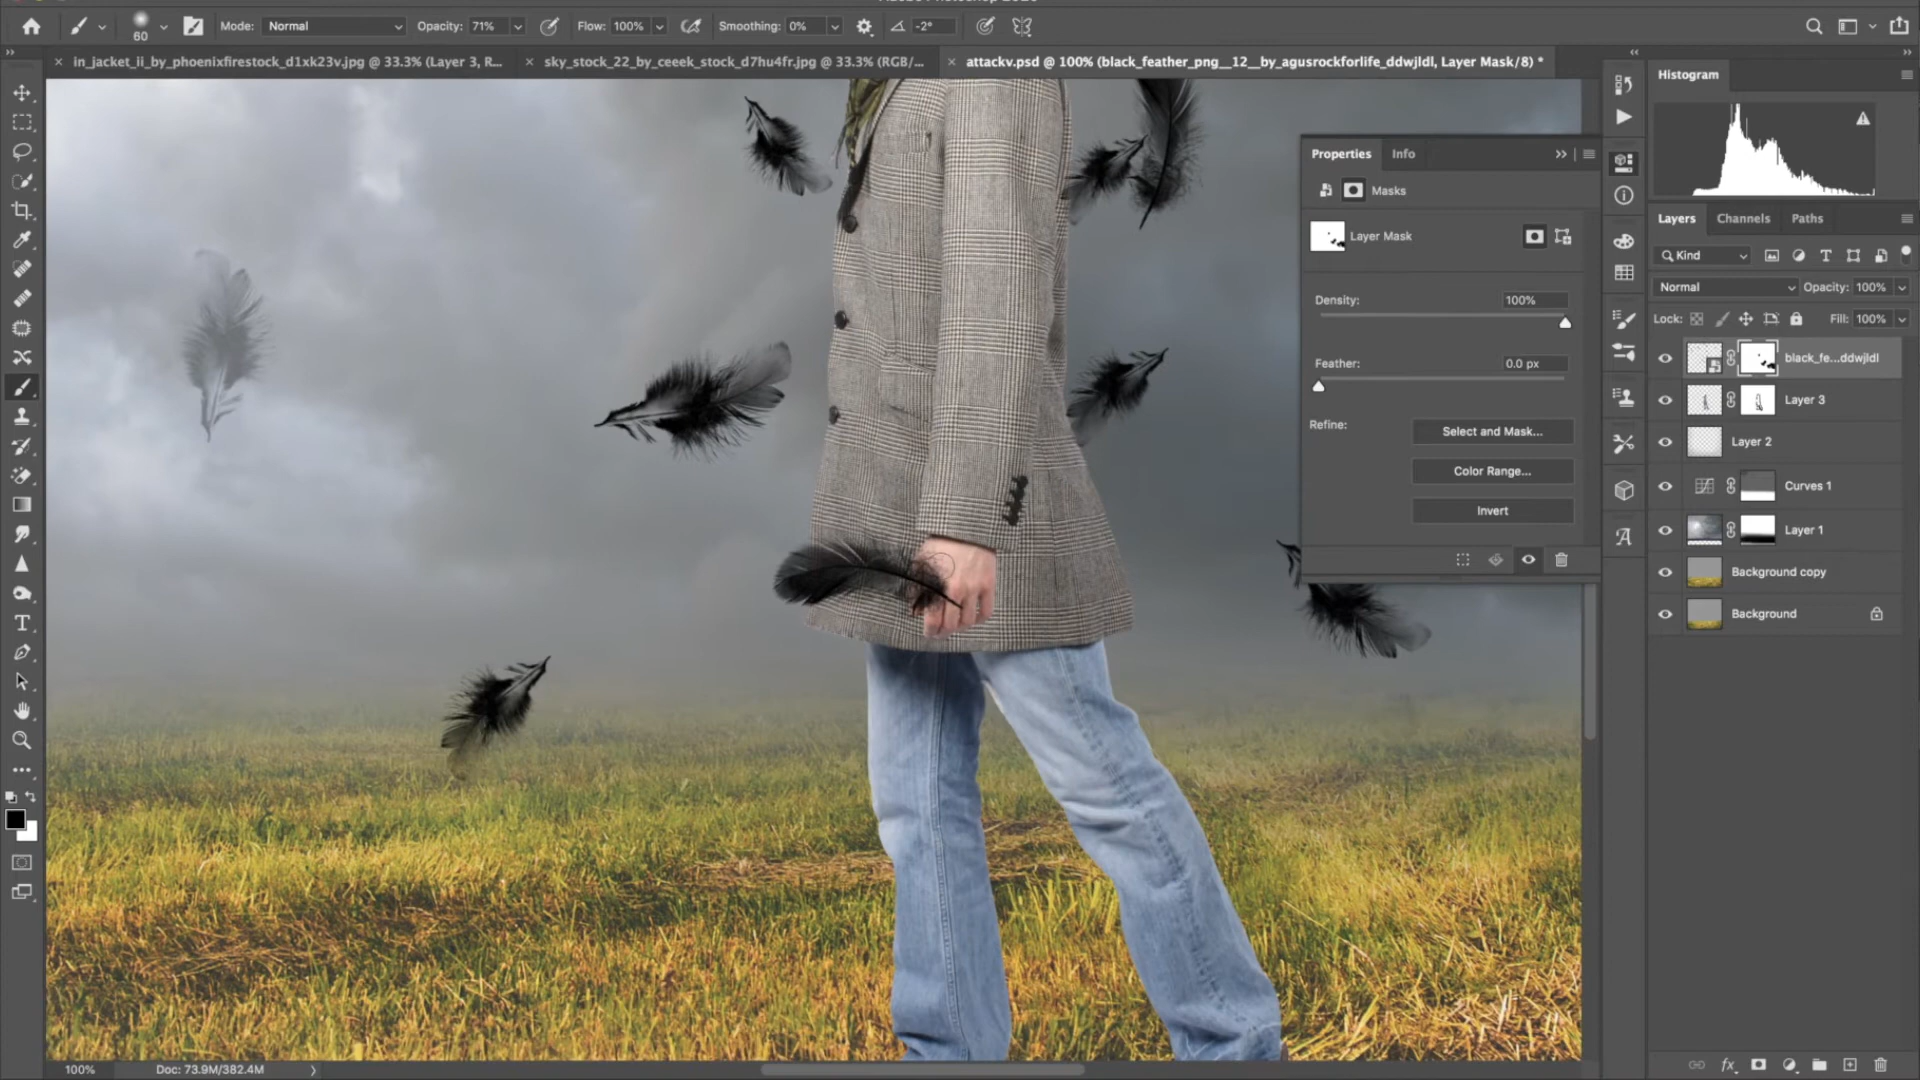 60
Mode: Normal
Opacity: 71%
Flow: 100%
Smoothing: 0%
-2°
in_jacket_ii_by_phoenixfirestock_d1xk23v.jpg @ 33.3% (Layer 3, R...
sky_stock_22_by_ceeek_stock_d7hu4fr.jpg @ 33.3% (RGB/...
attackv.psd @ 100% (black_feather_png__12__by_agusrockforlife_ddwjldl, Layer Mask/8) *
Histogram
Properties
Info
Masks
Layer Mask
Density: 100%
Feather: 0.0 px
Refine:
Select and Mask...
Color Range...
Invert
Layers
Channels
Paths
Kind
Normal
Opacity: 100%
Lock:
Fill: 100%
black_fe...ddwjldl
Layer 3
Layer 2
Curves 1
Layer 1
Background copy
Background
fx
100%
Doc: 73.9M/382.4M